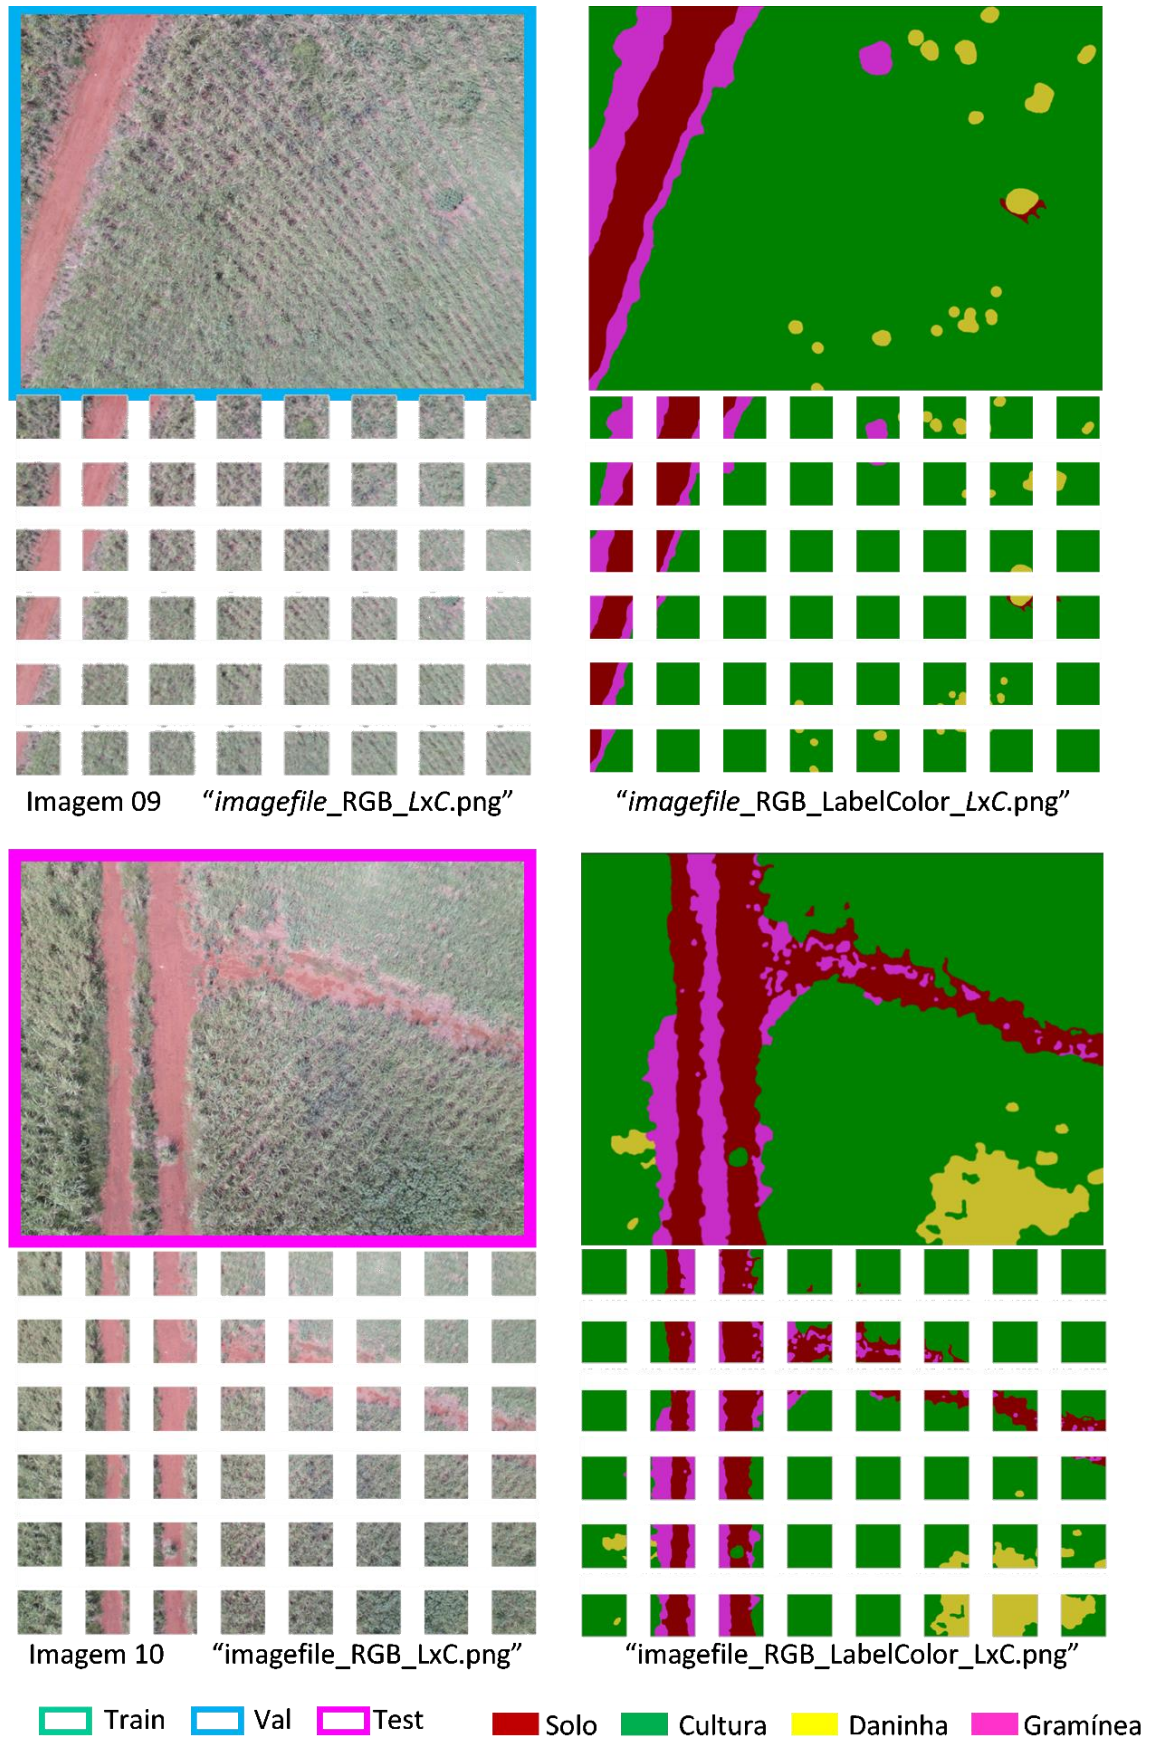 Imagem 09 “imagefile_RGB_LxC.png” “imagefile_RGB_LabelColor_LxC.png”
Imagem 10 “imagefile_RGB_LxC.png” “imagefile_RGB_LabelColor_LxC.png”
Train Val Test Solo Cultura Daninha Gramínea